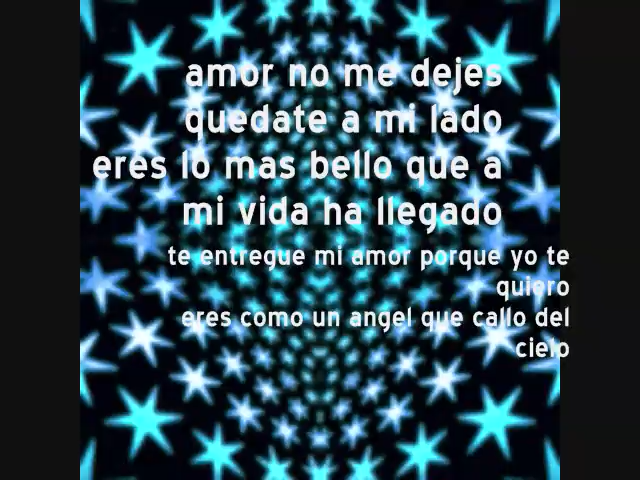 amor no me dejes
quedate a mi lado
eres lo mas bello que a
mi vida ha llegado
te entregue mi amor porque yo te
quiero
eres como un angel que callo del
cielo